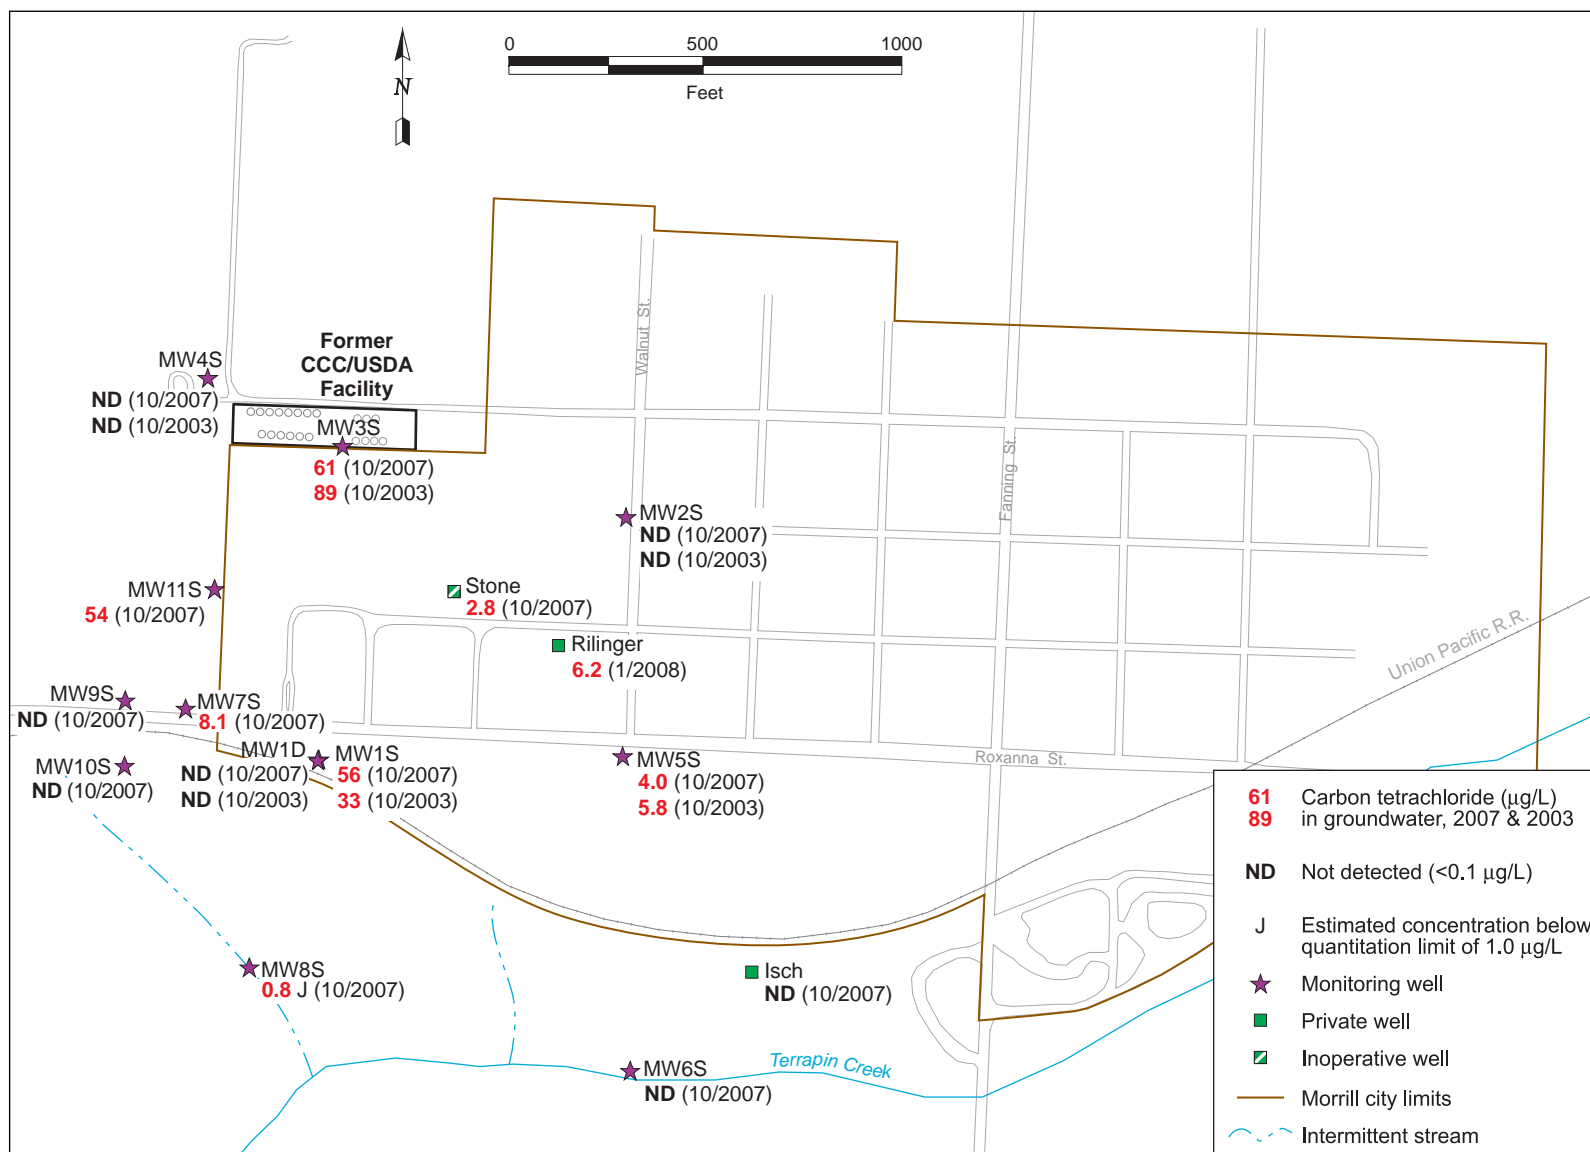 0 500 1000
N
Feet
Walnut St.
Former
CCC/USDA
Facility
MW4S
ND (10/2007)
ND (10/2003)
MW3S
61 (10/2007)
89 (10/2003)
Fanning St.
MW2S
ND (10/2007)
ND (10/2003)
MW11S
54 (10/2007)
Stone
2.8 (10/2007)
Rilinger
6.2 (1/2008)
Union Pacific R.R.
MW9S
ND (10/2007)
MW7S
8.1 (10/2007)
MW10S
ND (10/2007)
MW1D
ND (10/2007)
ND (10/2003)
MW1S
56 (10/2007)
33 (10/2003)
MW5S
4.0 (10/2007)
5.8 (10/2003)
Roxanna St.
MW8S
0.8 J (10/2007)
Isch
ND (10/2007)
MW6S
ND (10/2007)
Terrapin Creek
61 Carbon tetrachloride (µg/L)
89 in groundwater, 2007 & 2003
ND Not detected (<0.1 µg/L)
J Estimated concentration below
quantitation limit of 1.0 µg/L
Monitoring well
Private well
Inoperative well
Morrill city limits
Intermittent stream